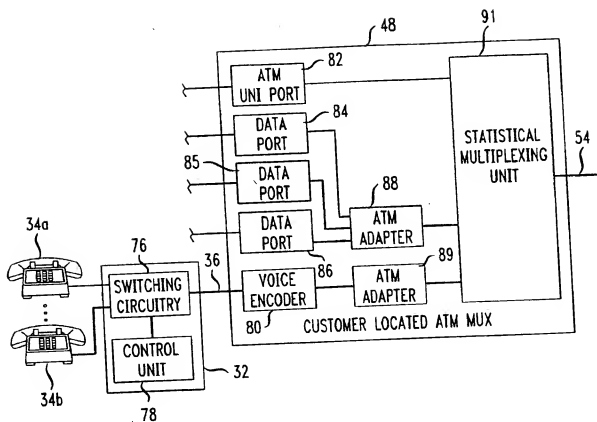 48
91
82
ATM
UNI PORT
84
DATA
PORT
85
DATA
PORT
88
DATA
PORT
86
ATM
ADAPTER
STATISTICAL
MULTIPLEXING
UNIT
54
34a
76
36
SWITCHING
CIRCUITRY
VOICE
ENCODER
80
89
ATM
ADAPTER
CUSTOMER LOCATED ATM MUX
CONTROL
UNIT
32
34b
78